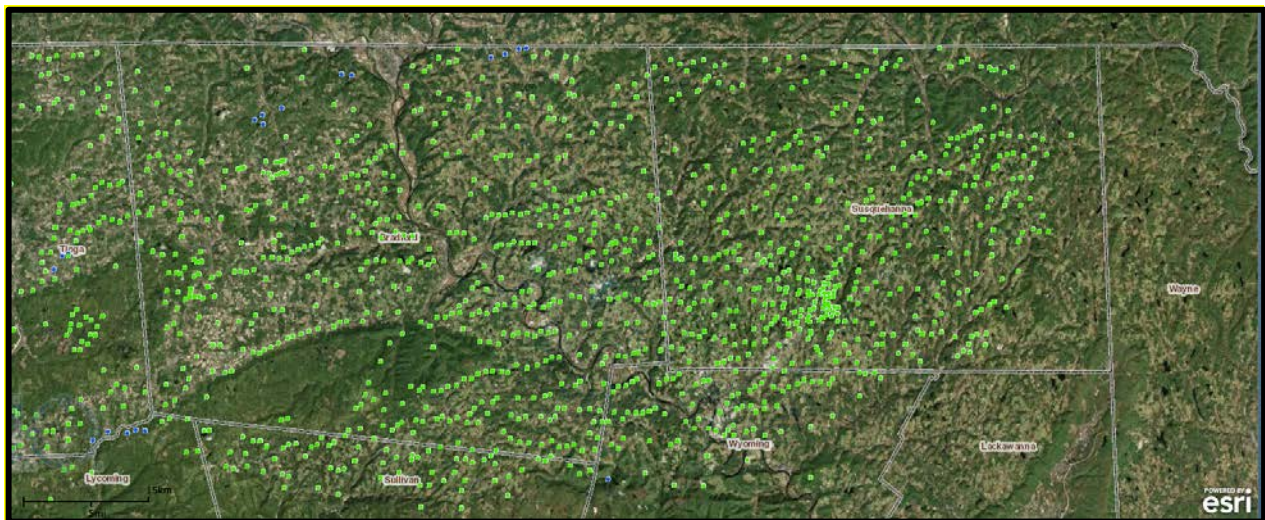 Susquehanna
Bradford
Tioga
Wayne
Wyoming
Lackawanna
Lycoming
Sullivan
5km
5mi
POWERED BY
esri